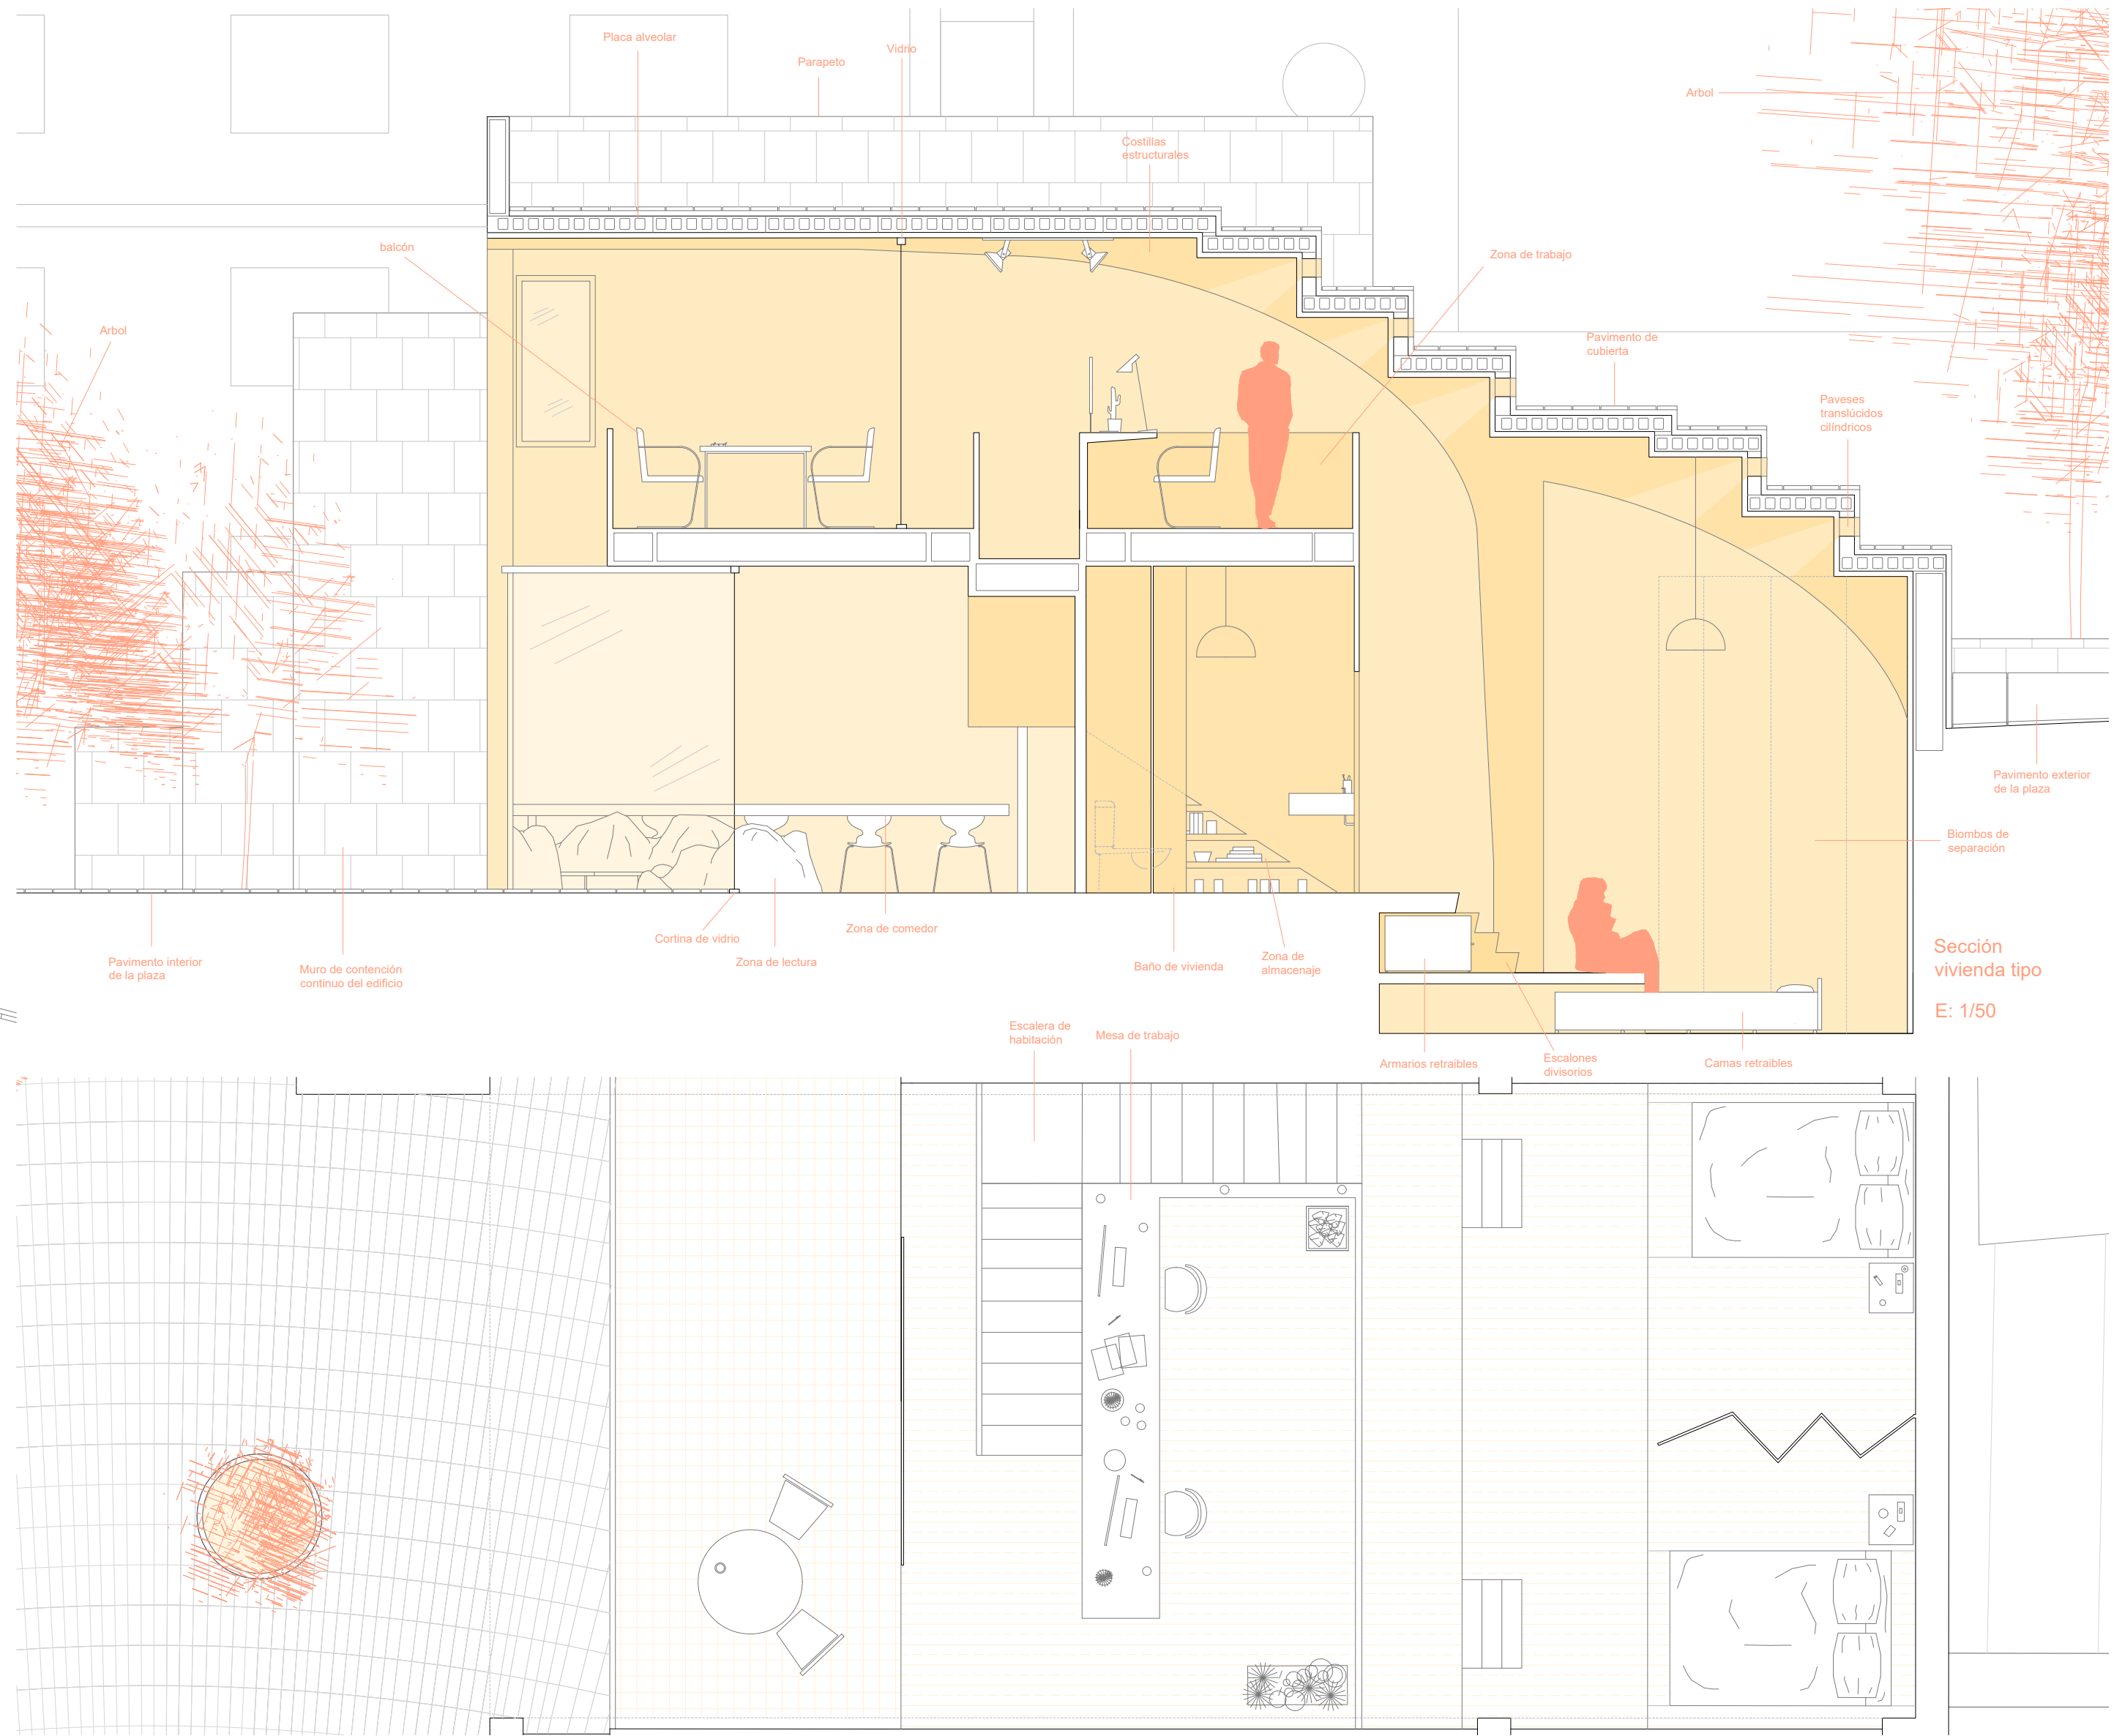 Placa alveolar
Parapeto
Vidrio
Arbol
Costillas
estructurales
balcón
Zona de trabajo
Arbol
Pavimento de
cubierta
Paveses
translúcidos
cilíndricos
Pavimento exterior
de la plaza
Biombos de
separación
Zona de comedor
Cortina de vidrio
Zona de lectura
Pavimento interior
de la plaza
Muro de contención
continuo del edificio
Baño de vivienda
Zona de
almacenaje
Sección
vivienda tipo
E: 1/50
Escalera de
habitación
Mesa de trabajo
Armarios retraibles
Escalones
divisorios
Camas retraibles